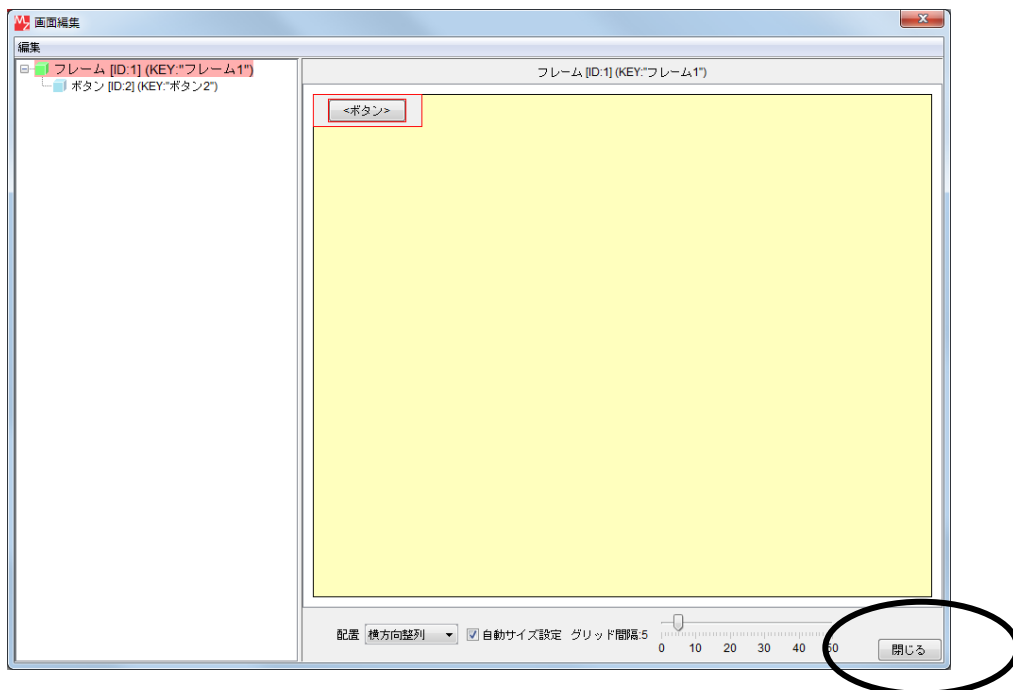 画面編集
編集
フレーム [ID:1] (KEY:"フレーム1")
ボタン [ID:2] (KEY:"ボタン2")
フレーム [ID:1] (KEY:"フレーム1")
<ボタン>
配置 横方向整列 自動サイズ設定 グリッド間隔:5
0 10 20 30 40 50
閉じる